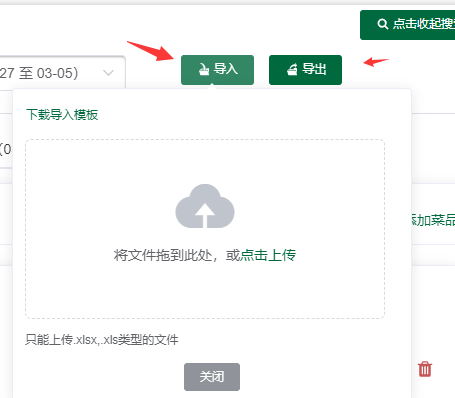 点击收起搜
27 至 03-05)
导入
导出
下载导入模板
(0
将文件拖到此处，或点击上传
添加菜品
只能上传.xlsx,.xls类型的文件
关闭